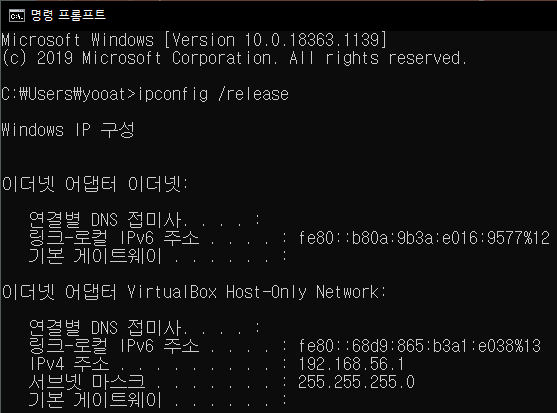 명령 프롬프트
Microsoft Windows [Version 10.0.18363.1139]
(c) 2019 Microsoft Corporation. All rights reserved.
C:₩Users₩yooat>ipconfig /release
Windows IP 구성
이더넷 어댑터 이더넷:
연결별 DNS 접미사. . . . :
링크-로컬 IPv6 주소 . . . . : fe80::b80a:9b3a:e016:9577%12
기본 게이트웨이 . . . . . . :
이더넷 어댑터 VirtualBox Host-Only Network:
연결별 DNS 접미사. . . . :
링크-로컬 IPv6 주소 . . . . : fe80::68d9:865:b3a1:e038%13
IPv4 주소 . . . . . . . . . : 192.168.56.1
서브넷 마스크 . . . . . . . : 255.255.255.0
기본 게이트웨이 . . . . . . :